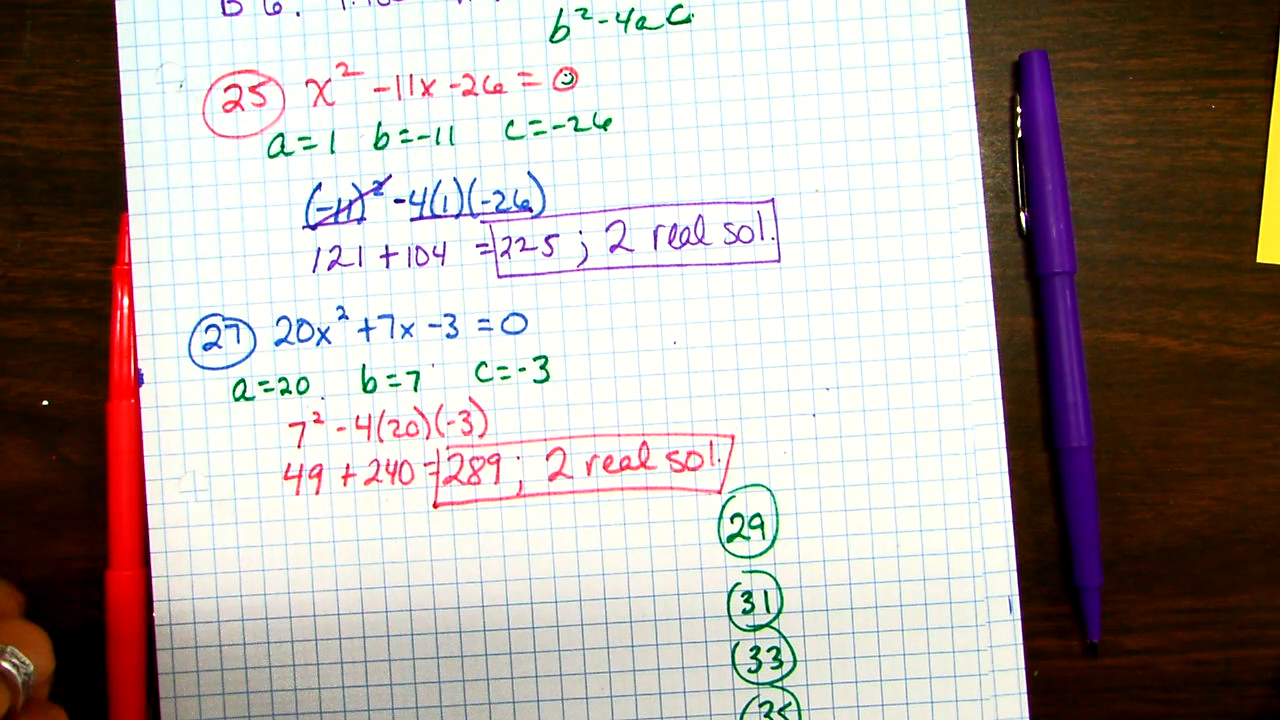 b² - 4ac
25 x² - 11x - 26 = 0
a = 1 b = -11 c = -26
(-11)² - 4(1)(-26)
121 + 104 = 225 ; 2 real sol.
27 20x² + 7x - 3 = 0
a = 20 b = 7 c = -3
7² - 4(20)(-3)
49 + 240 = 289 ; 2 real sol.
29
31
33
35